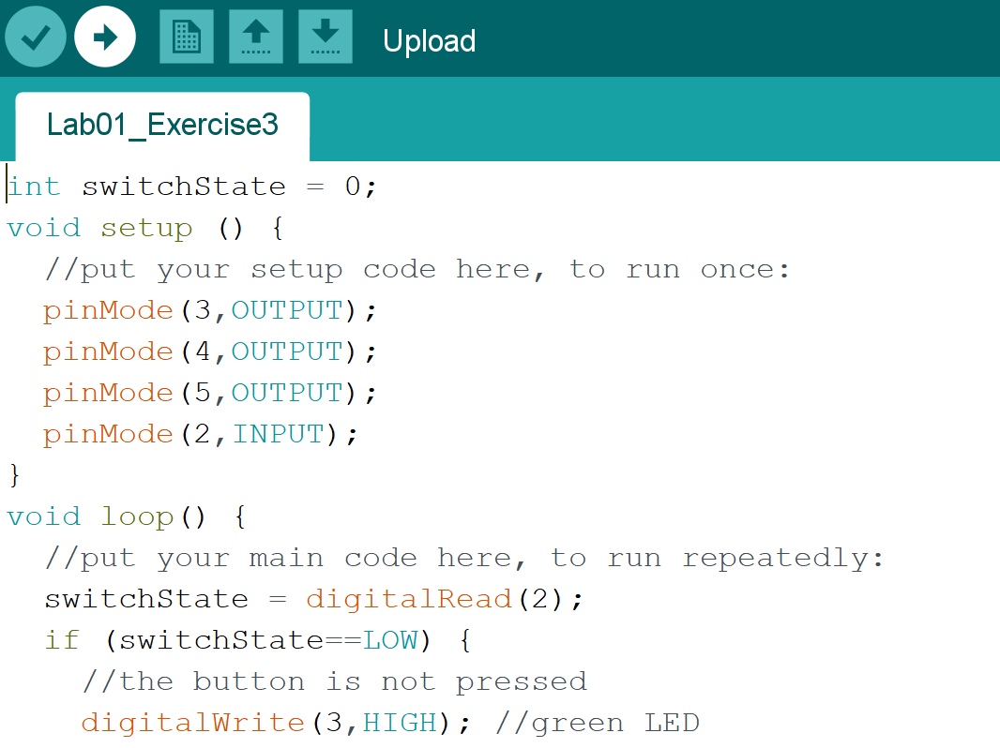 Upload
Lab01_Exercise3
int switchState = 0;
void setup () {
  //put your setup code here, to run once:
  pinMode(3,OUTPUT);
  pinMode(4,OUTPUT);
  pinMode(5,OUTPUT);
  pinMode(2,INPUT);
}
void loop() {
  //put your main code here, to run repeatedly:
  switchState = digitalRead(2);
  if (switchState==LOW) {
    //the button is not pressed
    digitalWrite(3,HIGH); //green LED